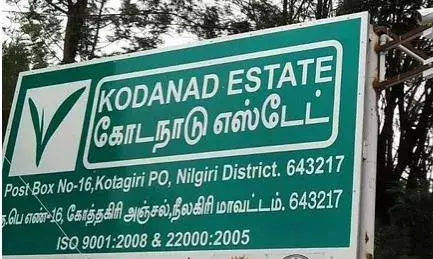 KODANAD ESTATE
கோடநாடு எஸ்டேட்
Post Box No-16,Kotagiri PO, Nilgiri District. 643217
த.பெ எண்-16, கோத்தகிரி அஞ்சல்,நீலகிரி மாவட்டம். 643217
ISO 9001:2008 & 22000:2005